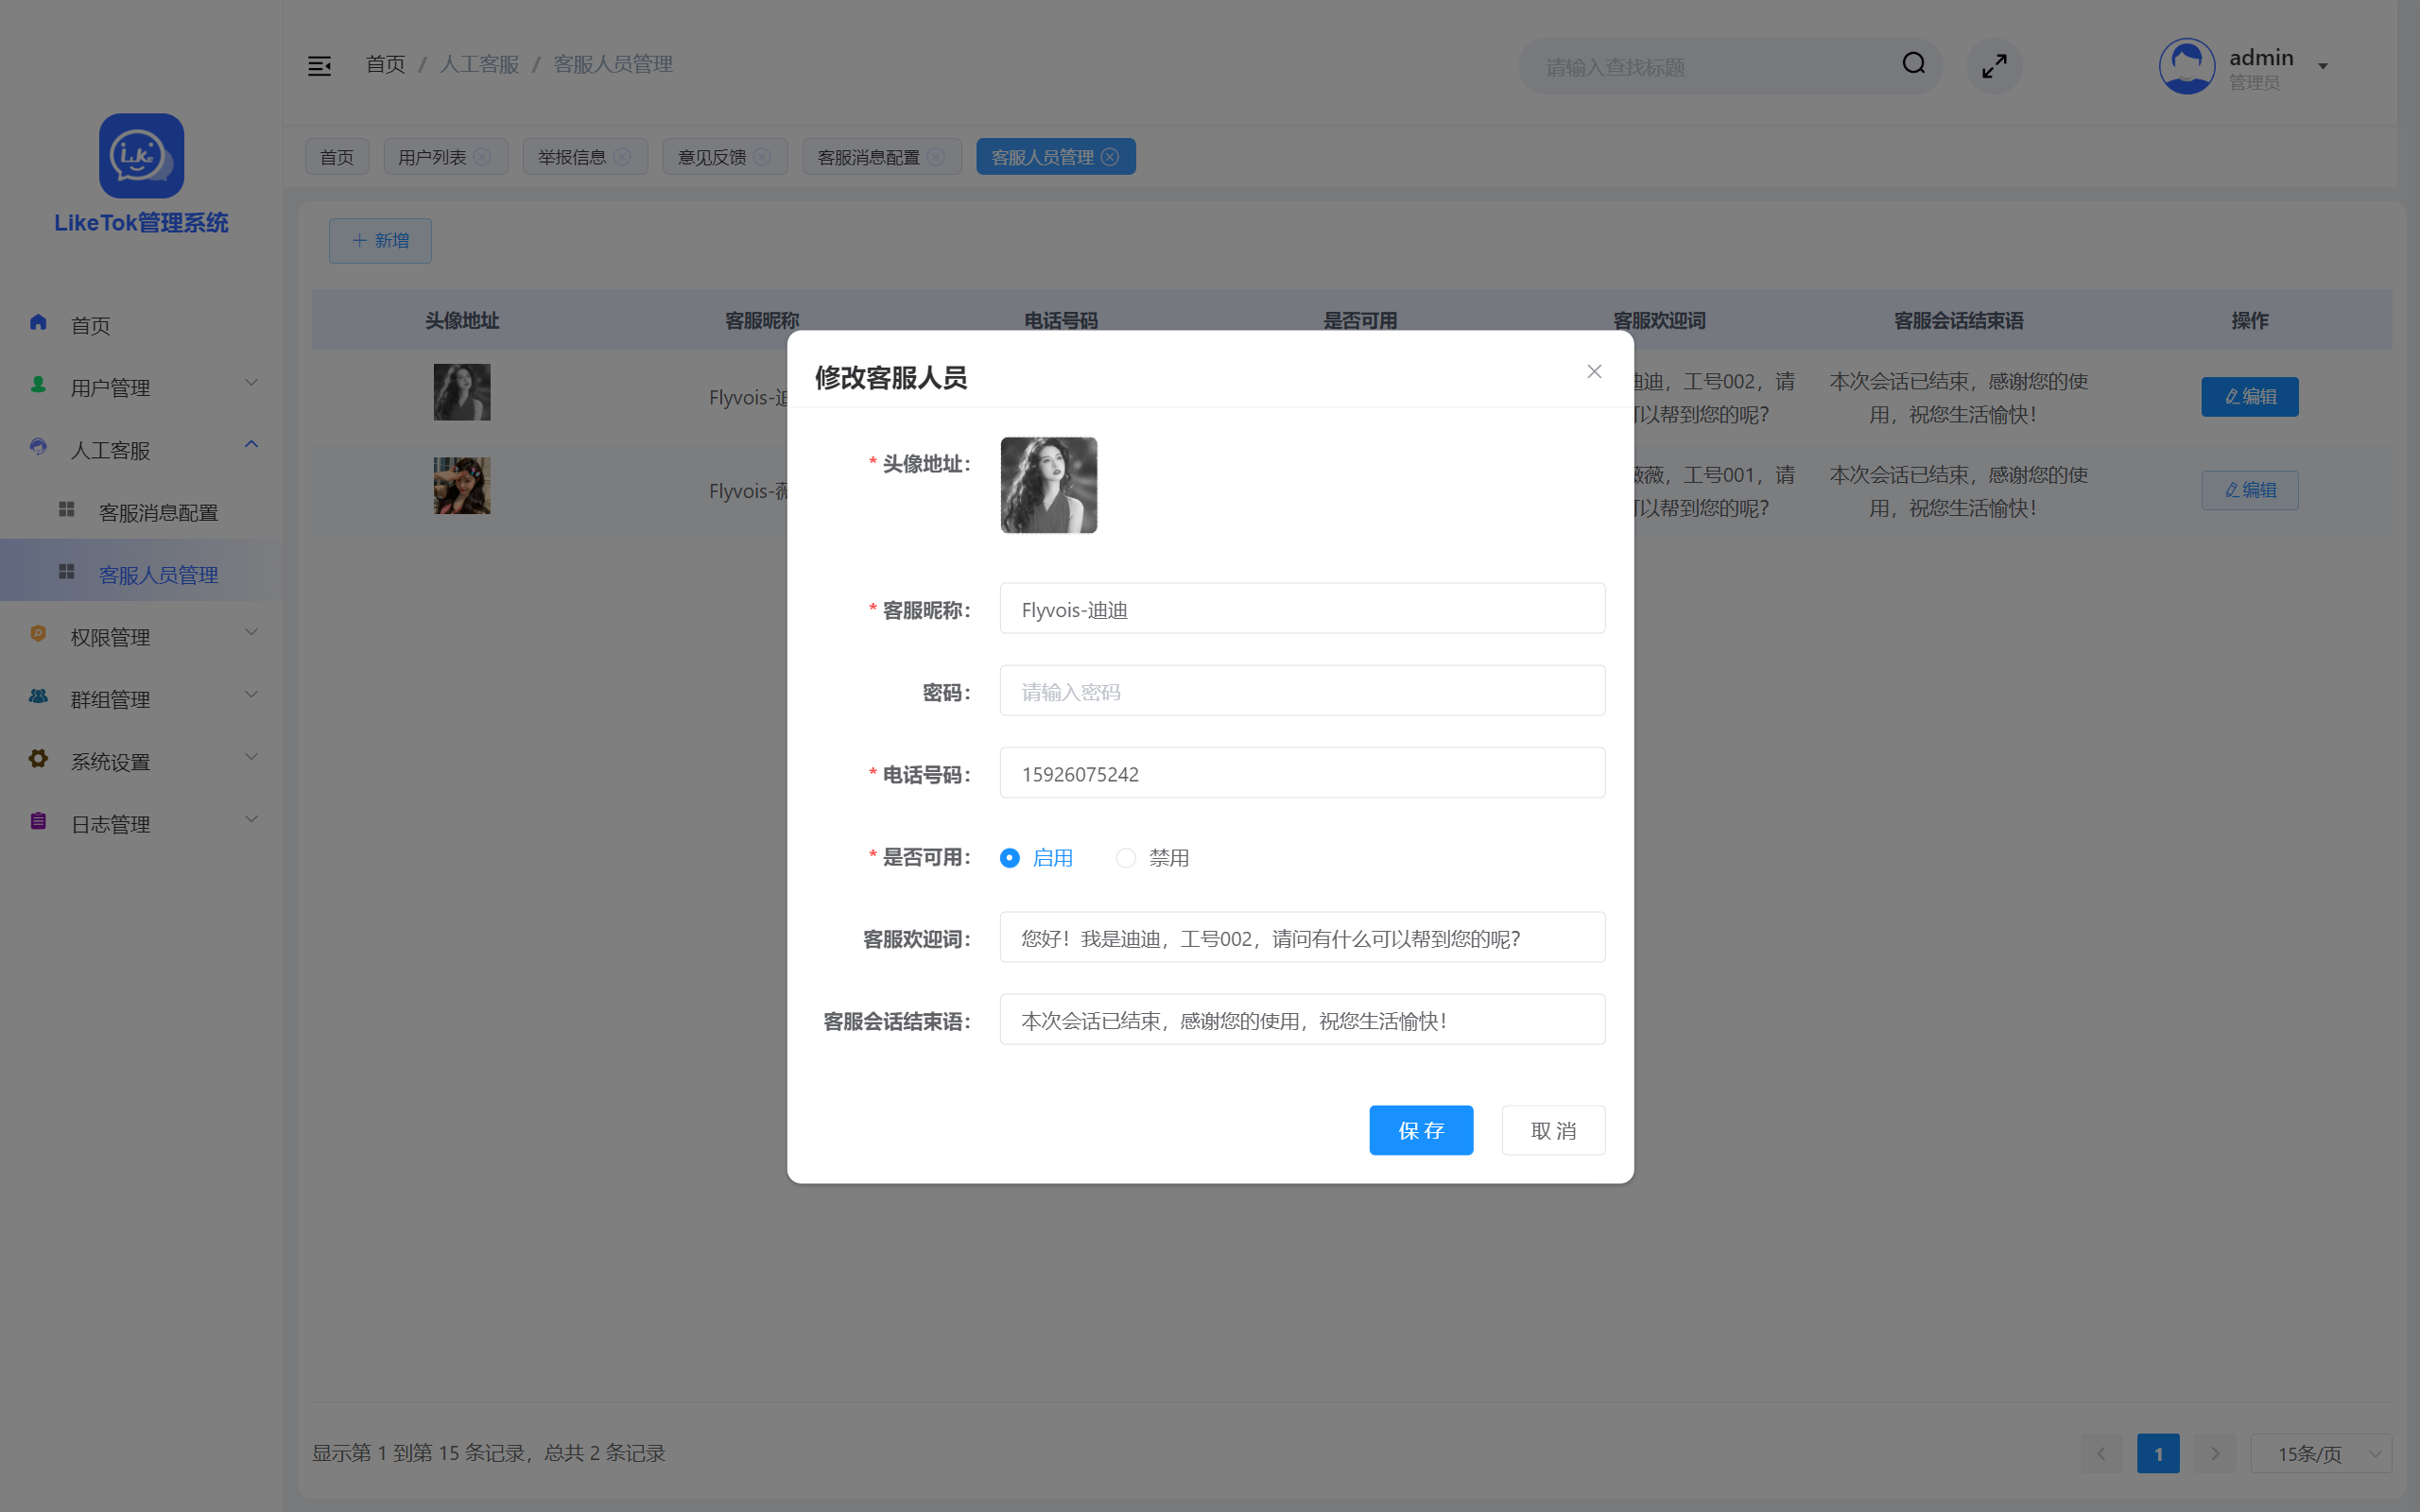 首页 / 人工客服 / 客服人员管理
请输入查找标题
admin
管理员
Like
LikeTok管理系统
首页
用户列表
举报信息
意见反馈
客服消息配置
客服人员管理
首页
用户管理
人工客服
客服消息配置
客服人员管理
权限管理
群组管理
系统设置
日志管理
新增
头像地址 客服昵称 电话号码 是否可用 客服欢迎词 客服会话结束语 操作
Flyvois-
迪,工号002,请
可以帮到您的呢?
本次会话已结束,感谢您的使
用,祝您生活愉快!
编辑
Flyvois-
薇,工号001,请
可以帮到您的呢?
本次会话已结束,感谢您的使
用,祝您生活愉快!
编辑
修改客服人员
* 头像地址:
* 客服昵称: Flyvois-迪迪
密码: 请输入密码
* 电话号码: 15926075242
* 是否可用: 启用 禁用
客服欢迎词: 您好!我是迪迪,工号002,请问有什么可以帮到您的呢?
客服会话结束语: 本次会话已结束,感谢您的使用,祝您生活愉快!
保 存 取 消
显示第 1 到第 15 条记录,总共 2 条记录
1
15条/页